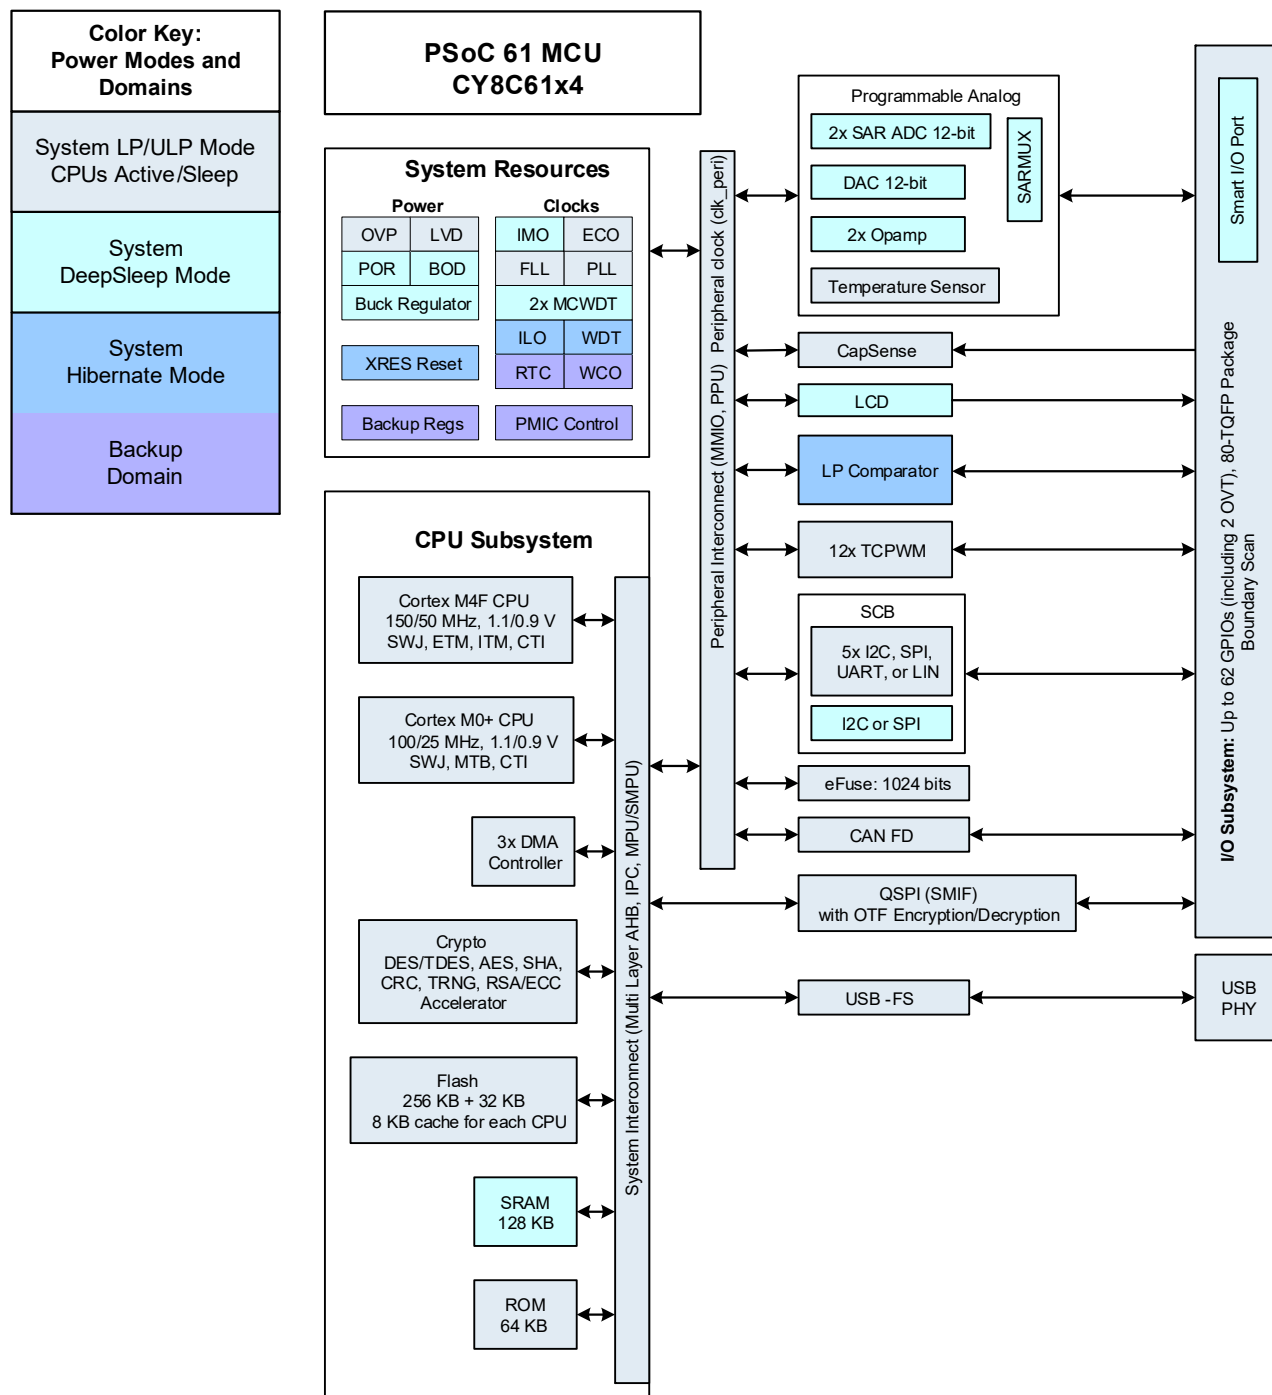 Color Key:
Power Modes and
Domains
System LP/ULP Mode
CPUs Active/Sleep
System
DeepSleep Mode
System
Hibernate Mode
Backup
Domain
PSoC 61 MCU
CY8C61x4
System Resources
Power
OVP
LVD
POR
BOD
Buck Regulator
XRES Reset
Backup Regs
Clocks
IMO
ECO
FLL
PLL
2x MCWDT
ILO
WDT
RTC
WCO
PMIC Control
CPU Subsystem
Cortex M4F CPU
150/50 MHz, 1.1/0.9 V
SWJ, ETM, ITM, CTI
Cortex M0+ CPU
100/25 MHz, 1.1/0.9 V
SWJ, MTB, CTI
3x DMA
Controller
Crypto
DES/TDES, AES, SHA,
CRC, TRNG, RSA/ECC
Accelerator
Flash
256 KB + 32 KB
8 KB cache for each CPU
SRAM
128 KB
ROM
64 KB
System Interconnect (Multi Layer AHB, IPC, MPU/SMPU)
Peripheral Interconnect (MMIO, PPU) Peripheral clock (clk_peri)
Programmable Analog
2x SAR ADC 12-bit
DAC 12-bit
2x Opamp
Temperature Sensor
SARMUX
CapSense
LCD
LP Comparator
12x TCPWM
SCB
5x I2C, SPI,
UART, or LIN
I2C or SPI
eFuse: 1024 bits
CAN FD
QSPI (SMIF)
with OTF Encryption/Decryption
USB -FS
Smart I/O Port
I/O Subsystem: Up to 62 GPIOs (including 2 OVT), 80-TQFP Package
Boundary Scan
USB
PHY